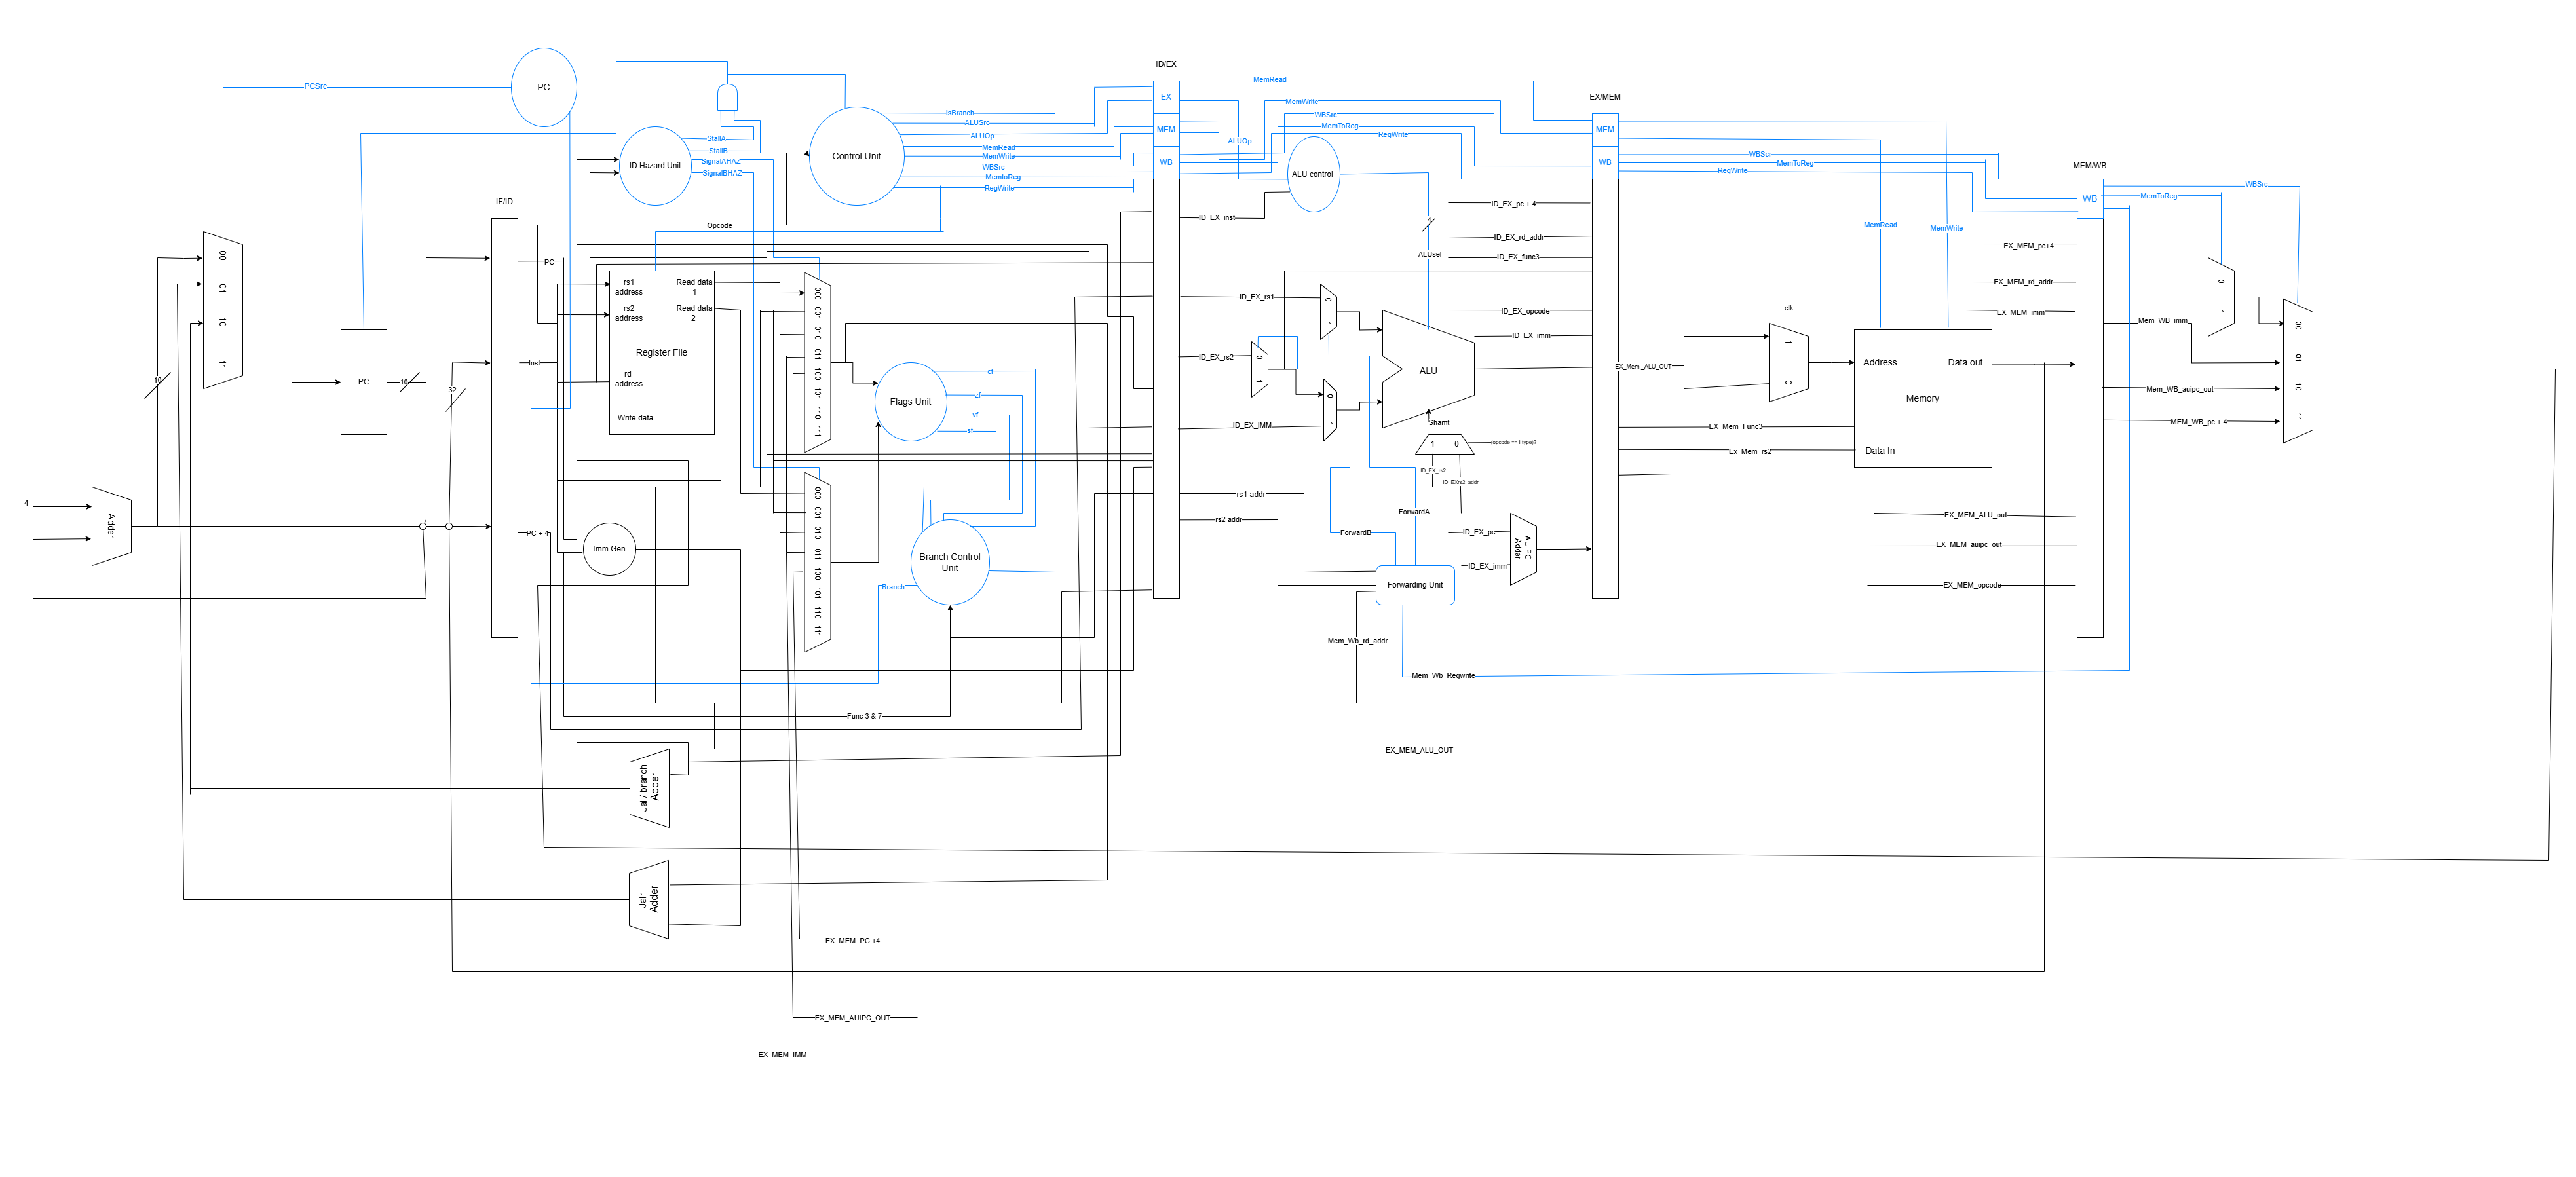 ID/EX
EX/MEM
MEM/WB
IF/ID
PC
PCSrc
StallA
StallB
SignalAHAZ
SignalBHAZ
ID Hazard Unit
Control Unit
IsBranch
ALUSrc
ALUOp
MemRead
MemWrite
WBSrc
MemtoReg
RegWrite
EX
MEM
WB
MemRead
MemWrite
WBSrc
MemToReg
RegWrite
ALUOp
ALU control
MEM
WB
WBScr
MemToReg
RegWrite
WB
WBSrc
MemToReg
Opcode
ID_EX_inst
4
ALUsel
ID_EX_pc + 4
ID_EX_rd_addr
ID_EX_func3
ID_EX_opcode
ID_EX_imm
MemRead
MemWrite
EX_MEM_pc+4
EX_MEM_rd_addr
EX_MEM_imm
00
01
10
11
PC
10
10
32
PC
Inst
PC + 4
rs1
address
rs2
address
Read data
1
Read data
2
Register File
rd
address
Write data
000
001
010
011
100
101
110
111
Flags Unit
cf
zf
vf
sf
ID_EX_rs1
ID_EX_rs2
ID_EX_IMM
0
1
0
1
0
1
ALU
Shamt
1
0
(opcode == I type)?
ID_EX_rs2
ID_EXrs2_addr
clk
1
0
EX_Mem _ALU_OUT
Address
Data out
Memory
Data In
EX_Mem_Func3
Ex_Mem_rs2
Mem_WB_imm
Mem_WB_auipc_out
MEM_WB_pc + 4
0
1
00
01
10
11
4
Adder
Imm Gen
000
001
010
011
100
101
110
111
Branch Control
Unit
Branch
rs1 addr
rs2 addr
ForwardA
ForwardB
Forwarding Unit
ID_EX_pc
ID_EX_imm
AUIPC
Adder
EX_MEM_ALU_out
EX_MEM_auipc_out
EX_MEM_opcode
Mem_Wb_rd_addr
Mem_Wb_Regwrite
Func 3 & 7
EX_MEM_ALU_OUT
Jal / branch
Adder
Jalr
Adder
EX_MEM_PC +4
EX_MEM_AUIPC_OUT
EX_MEM_IMM